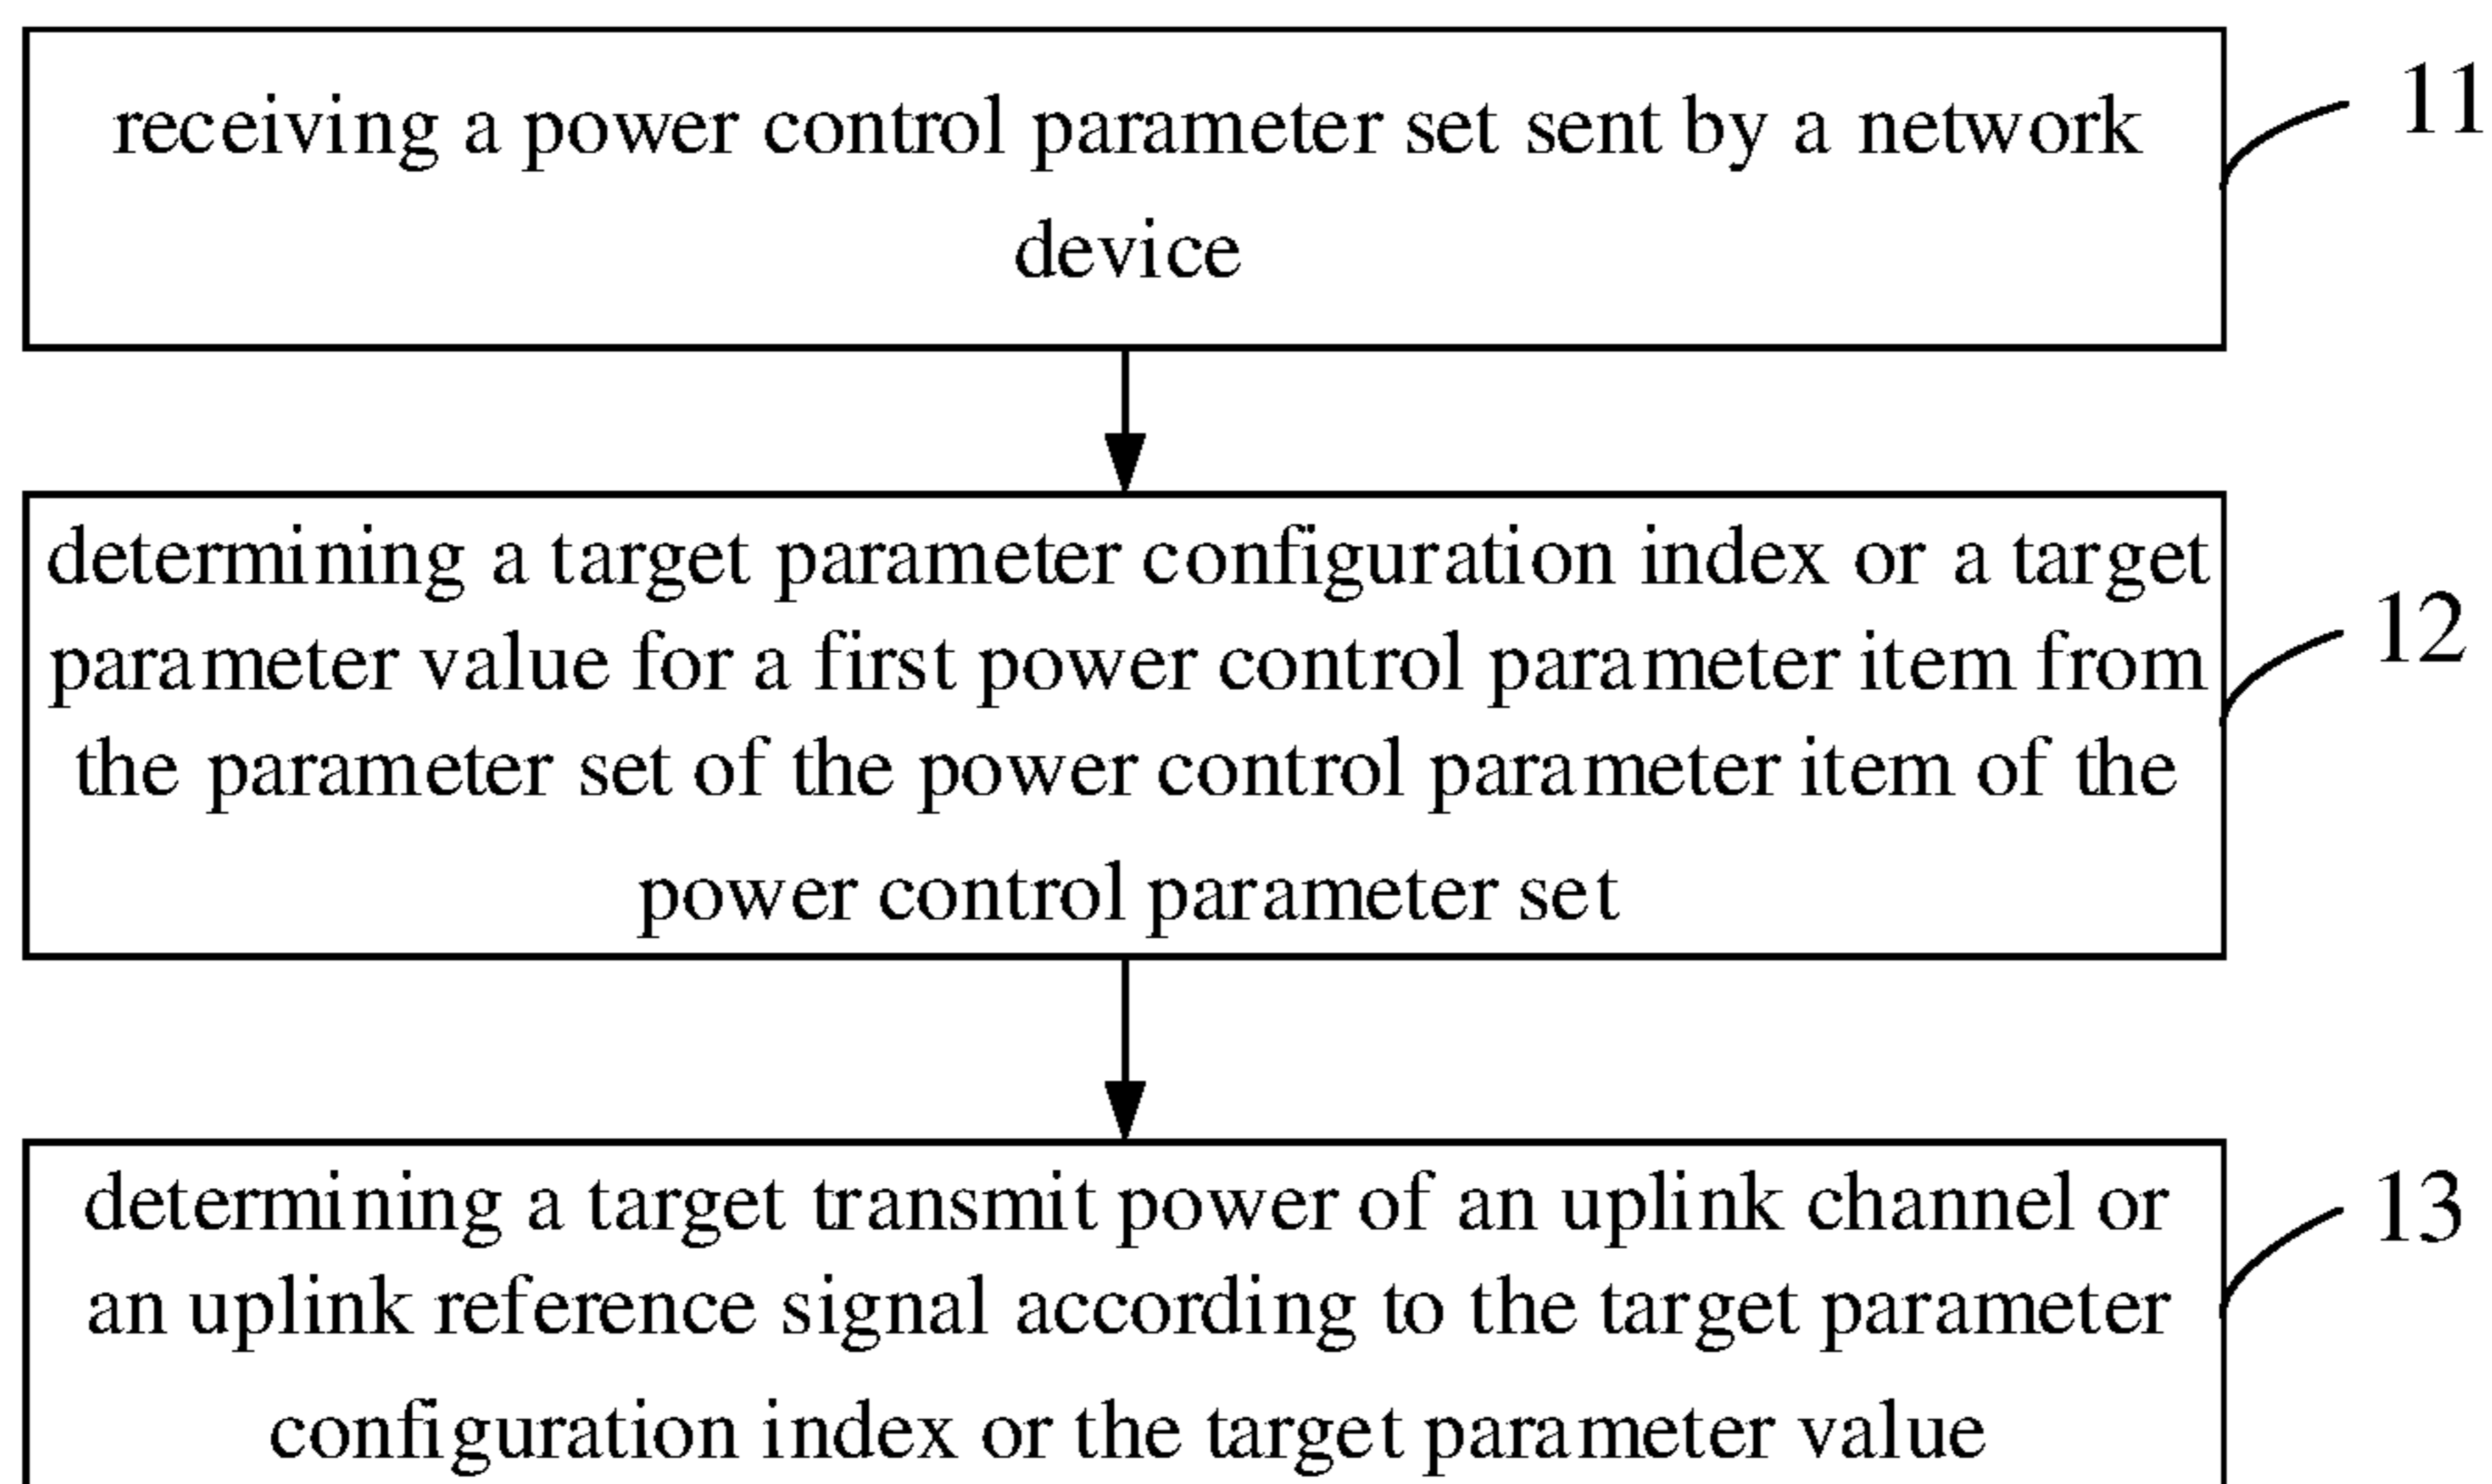 receiving a power control parameter set sent by a network
device
11
determining a target parameter configuration index or a target
parameter value for a first power control parameter item from
the parameter set of the power control parameter item of the
power control parameter set
12
determining a target transmit power of an uplink channel or
an uplink reference signal according to the target parameter
configuration index or the target parameter value
13